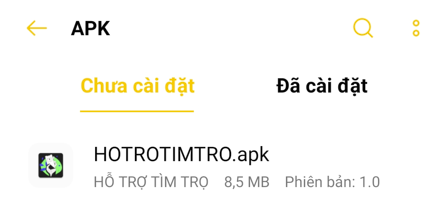 APK
Chưa cài đặt Đã cài đặt
HOTROTIMTRO.apk
HỖ TRỢ TÌM TRỌ 8,5 MB Phiên bản: 1.0